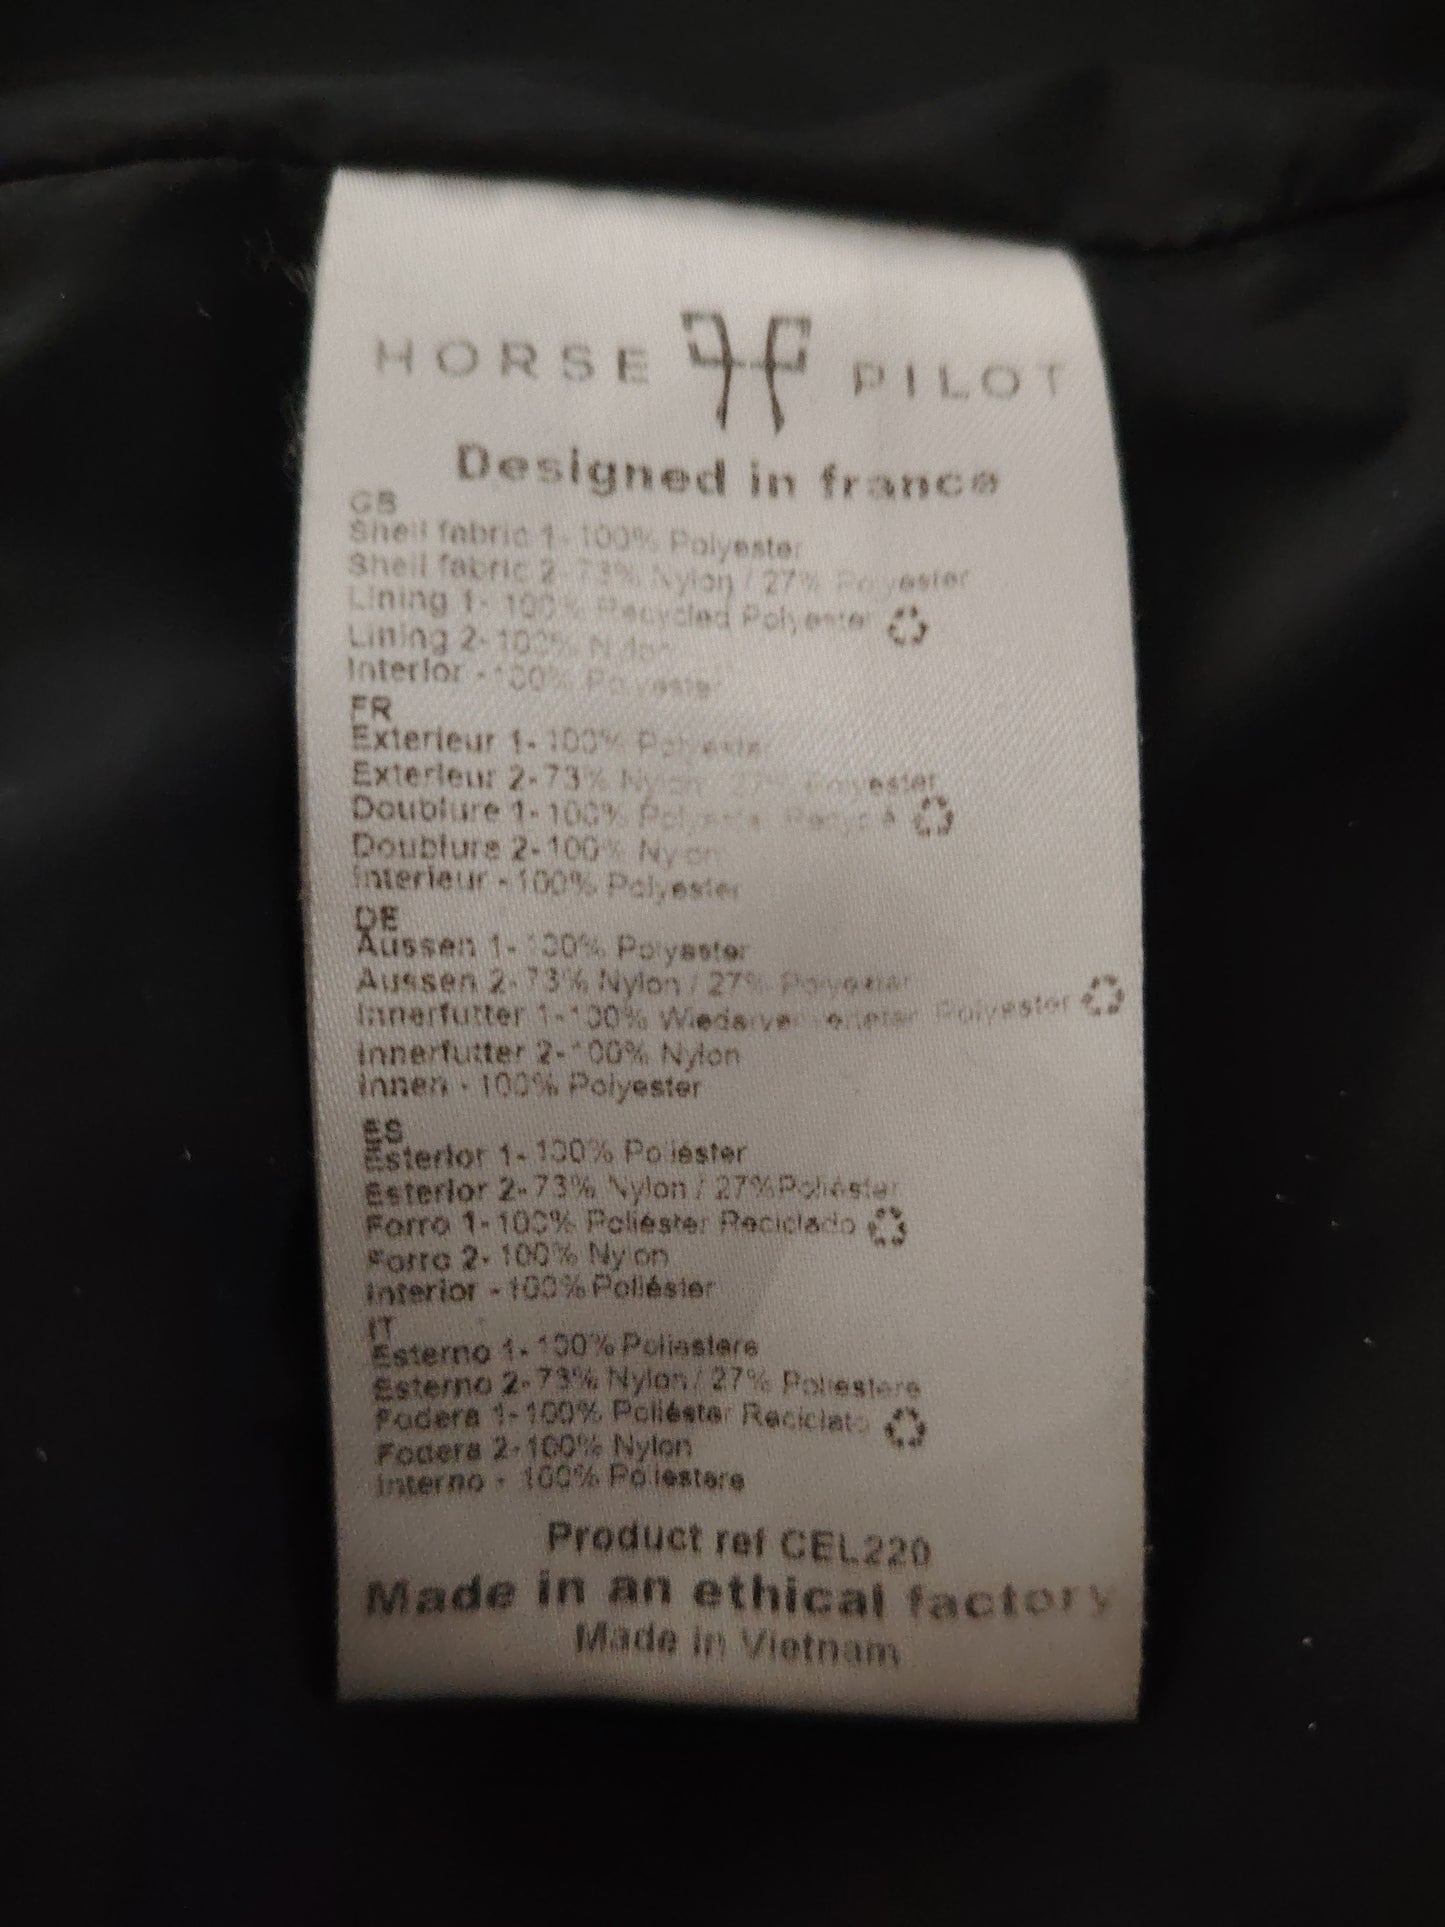 HORSE PILOT
Designed in france
GB
Shell fabric 1- 100% Polyester
Shell fabric 2-73% Nylon / 27% Polyester
Lining 1- 100% Recycled Polyester
Lining 2-100% Nylon
Interior -100% Polyester
FR
Exterieur 1- 100% Polyester
Exterieur 2-73% Nylon 27% Polyester
Doublure 1-100% Polyester Recyclé
Doublure 2-100% Nylon
Interieur -100% Polyester
DE
Aussen 1- 100% Polyester
Aussen 2-73% Nylon / 27% Polyester
Innerfutter 1-100% Wiederverwerteter Polyester
Innerfutter 2-100% Nylon
Innen - 100% Polyester
ES
Esterior 1- 100% Poliéster
Esterior 2-73% Nylon / 27%Poliéster
Forro 1-100% Poliéster Reciclado
Forro 2- 100% Nylon
Interior -100% Poliéster
IT
Esterno 1- 100% Poliestere
Esterno 2-73% Nylon / 27% Poliestere
Fodera 1-100% Poliéster Reciclato
Fodera 2-100% Nylon
Interno - 100% Poliestere
Product ref CEL220
Made in an ethical factory
Made in Vietnam